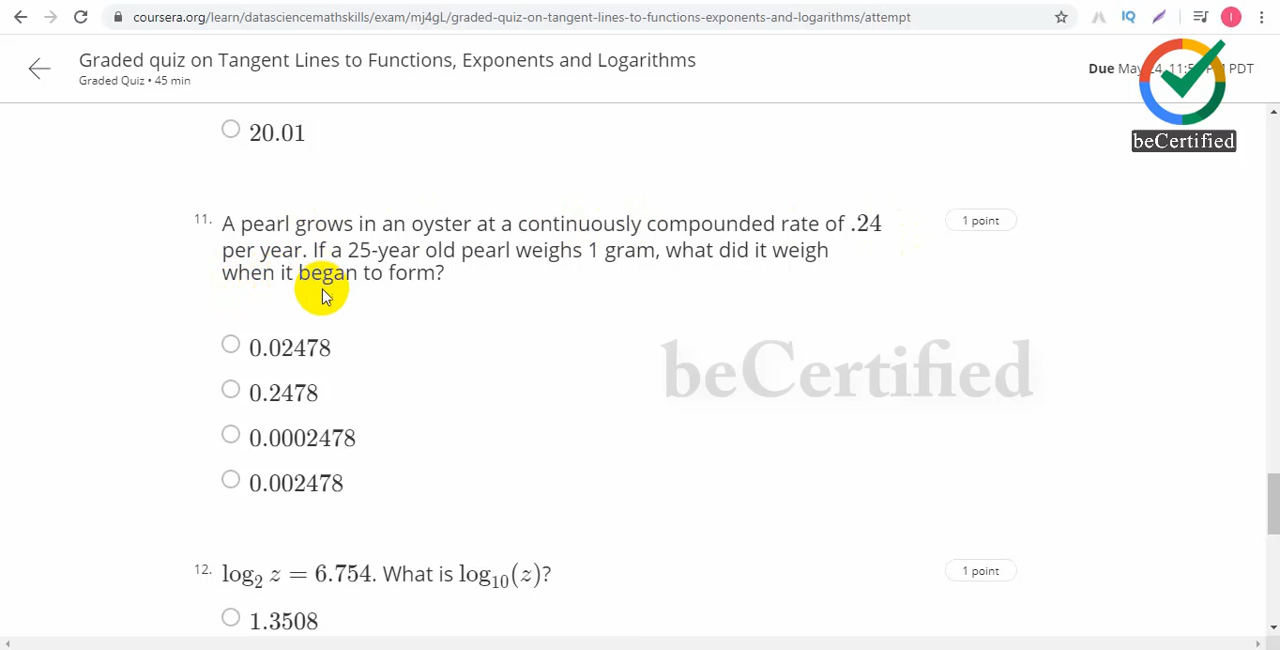 coursera.org/learn/datasciencemathskills/exam/mj4gL/graded-quiz-on-tangent-lines-to-functions-exponents-and-logarithms/attempt
IQ
I
Graded quiz on Tangent Lines to Functions, Exponents and Logarithms
Graded Quiz • 45 min
Due May PDT
beCertified
20.01
11. A pearl grows in an oyster at a continuously compounded rate of .24
1 point
per year. If a 25-year old pearl weighs 1 gram, what did it weigh
when it began to form?
0.02478
beCertified
0.2478
0.0002478
0.002478
12. log₂ z = 6.754. What is log₁₀(z)?
1 point
1.3508